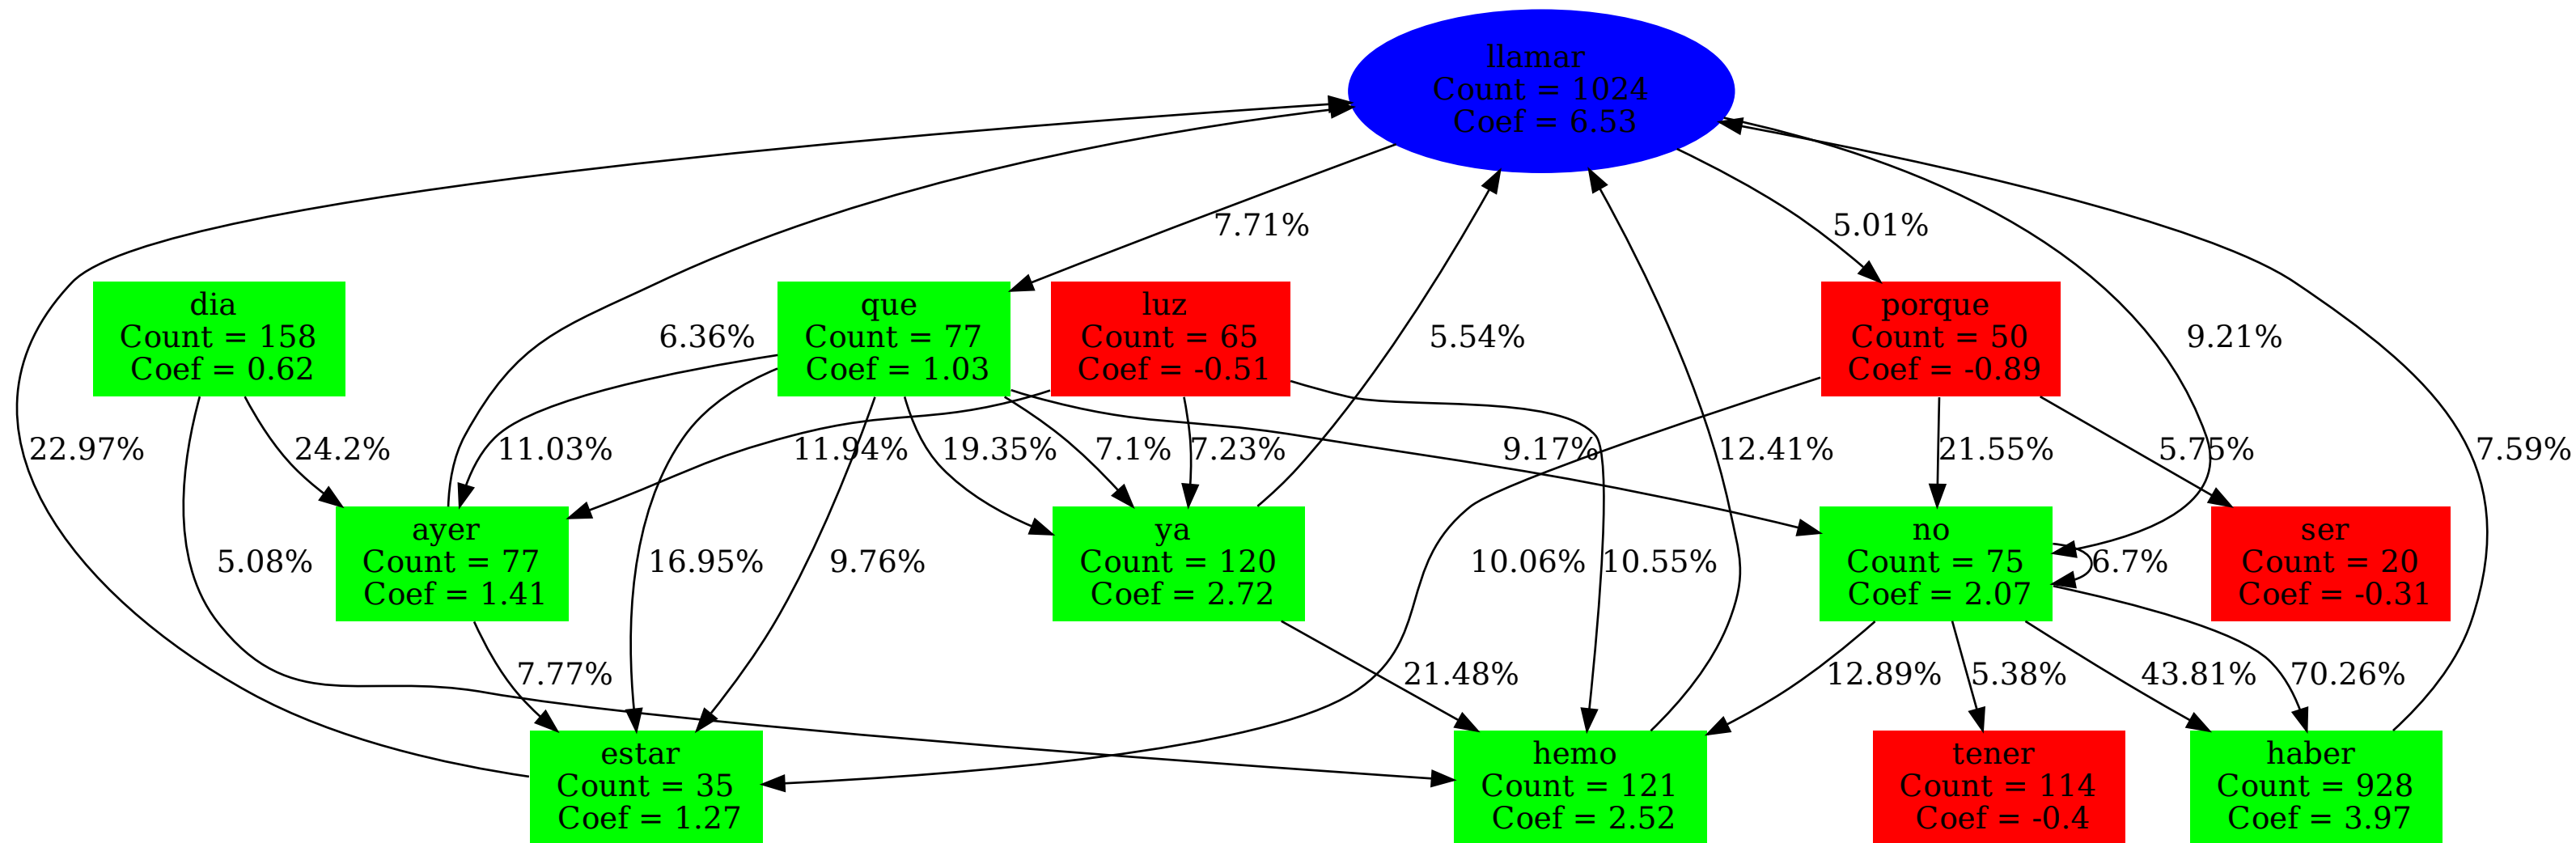 llamar
Count = 1024
Coef = 6.53
7.71%
5.01%
dia
Count = 158
Coef = 0.62
6.36%
que
Count = 77
Coef = 1.03
luz
Count = 65
Coef = -0.51
5.54%
porque
Count = 50
Coef = -0.89
9.21%
22.97%
24.2%
11.03%
11.94%
19.35%
7.1%
7.23%
9.17%
12.41%
21.55%
5.75%
7.59%
5.08%
ayer
Count = 77
Coef = 1.41
16.95%
9.76%
ya
Count = 120
Coef = 2.72
10.06%
10.55%
no
Count = 75
Coef = 2.07
6.7%
ser
Count = 20
Coef = -0.31
7.77%
21.48%
12.89%
5.38%
43.81%
70.26%
estar
Count = 35
Coef = 1.27
hemo
Count = 121
Coef = 2.52
tener
Count = 114
Coef = -0.4
haber
Count = 928
Coef = 3.97